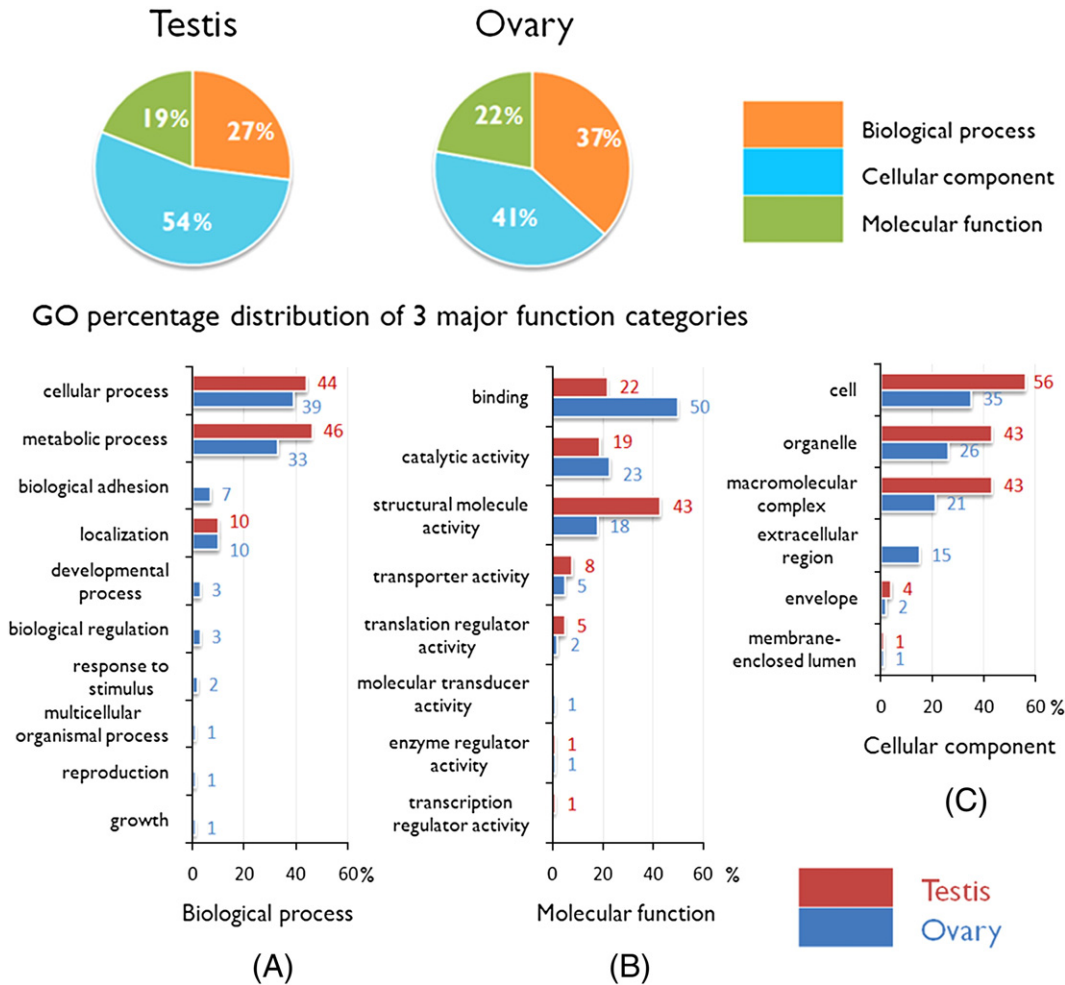 Testis
Ovary
19%
27%
54%
22%
37%
41%
Biological process
Cellular component
Molecular function
GO percentage distribution of 3 major function categories
cellular process
44
39
metabolic process
46
33
biological adhesion
7
localization
10
10
developmental
process
3
biological regulation
3
response to
stimulus
2
multicellular
organismal process
1
reproduction
1
growth
1
0 20 40 60 %
Biological process
(A)
binding
22
50
catalytic activity
19
23
structural molecule
activity
43
18
transporter activity
8
5
translation regulator
activity
5
2
molecular transducer
activity
1
enzyme regulator
activity
1
1
transcription
regulator activity
1
0 20 40 60 %
Molecular function
(B)
cell
56
35
organelle
43
26
macromolecular
complex
43
21
extracellular
region
15
envelope
4
2
membrane-
enclosed lumen
1
1
0 20 40 60 %
Cellular component
(C)
Testis
Ovary